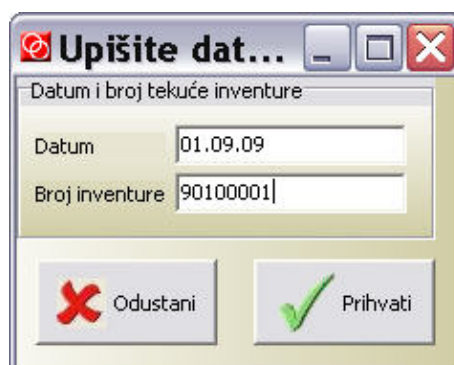 Upišite dat...
Datum i broj tekuće inventure
Datum 01.09.09
Broj inventure 90100001
Odustani Prihvati